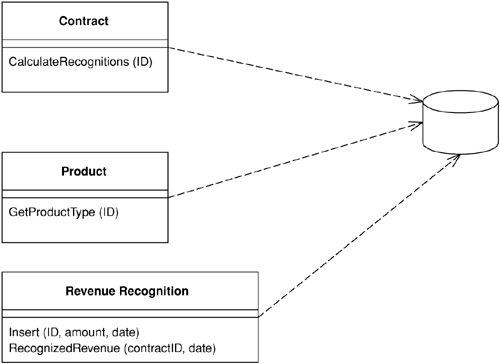 Contract
CalculateRecognitions (ID)
Product
GetProductType (ID)
Revenue Recognition
Insert (ID, amount, date)
RecognizedRevenue (contractID, date)